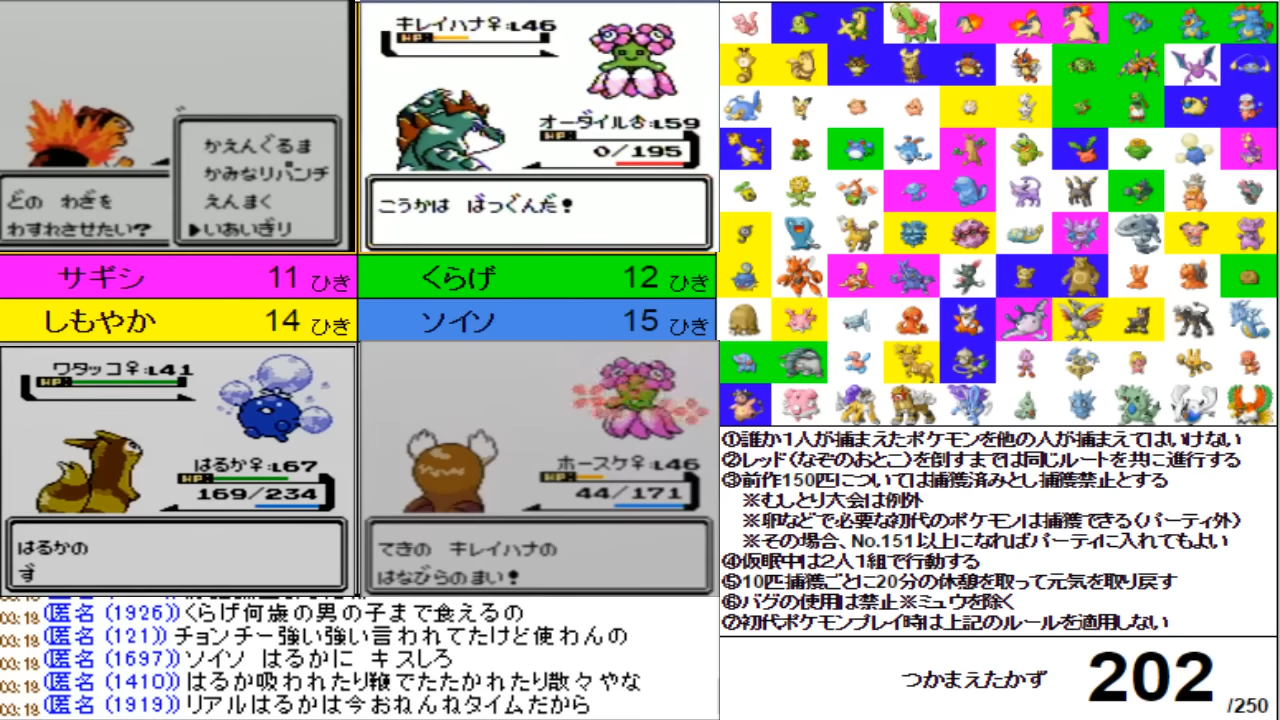 かえんぐるま
かみなりパンチ
えんまく
▶いあいぎり
どの わざを
わすれさせたい?
キレイハナ♀:L46
HP:
オーダイル♂:L59
HP:
0/195
こうかは ばつぐんだ!
サギシ 11 ひき
くらげ 12 ひき
しもやか 14 ひき
ソイソ 15 ひき
ワタッコ♀:L41
HP:
はるか♀:L67
HP:
169/234
はるかの
ず
ホースケ♀:L46
HP:
44/171
てきの キレイハナの
はなびらのまい!
03:19 (匿名 (1926)) くらげ何歳の男の子まで食えるの
03:19 (匿名 (121)) チョンチー強い強い言われてたけど使わんの
03:19 (匿名 (1697)) ソイソ はるかに キスしろ
03:19 (匿名 (1410)) はるか吸われたり鞭でたたかれたり散々やな
03:19 (匿名 (1919)) リアルはるかは今おねんねタイムだから
①誰か1人が捕まえたポケモンを他の人が捕まえてはいけない
②レッド(なぞのおとこ)を倒すまでは同じルートを共に進行する
③前作150匹については捕獲済みとし捕獲禁止とする
※むしとり大会は例外
※卵などで必要な初代のポケモンは捕獲できる(パーティ外)
※その場合、No.151以上になればパーティに入れてもよい
④仮眠中は2人1組で行動する
⑤10匹捕獲ごとに20分の休憩を取って元気を取り戻す
⑥バグの使用は禁止※ミュウを除く
⑦初代ポケモンプレイ時は上記のルールを適用しない
つかまえたかず 202 /250